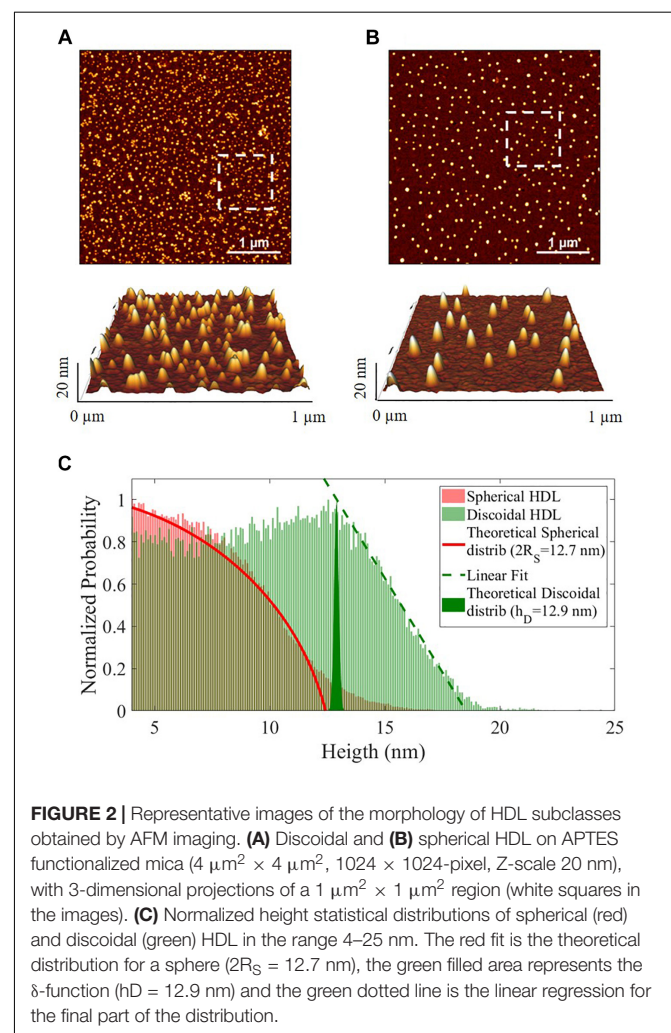 A
B
1 µm
1 µm
20 nm
0 µm
1 µm
20 nm
0 µm
1 µm
C
Normalized Probability
1
0.8
0.6
0.4
0.2
0
5
10
15
20
25
Heigth (nm)
Spherical HDL
Discoidal HDL
Theoretical Spherical
distrib (2R_S=12.7 nm)
Linear Fit
Theoretical Discoidal
distrib (h_D=12.9 nm)
FIGURE 2 | Representative images of the morphology of HDL subclasses
obtained by AFM imaging. (A) Discoidal and (B) spherical HDL on APTES
functionalized mica (4 µm² × 4 µm², 1024 × 1024-pixel, Z-scale 20 nm),
with 3-dimensional projections of a 1 µm² × 1 µm² region (white squares in
the images). (C) Normalized height statistical distributions of spherical (red)
and discoidal (green) HDL in the range 4–25 nm. The red fit is the theoretical
distribution for a sphere (2R_S = 12.7 nm), the green filled area represents the
δ-function (hD = 12.9 nm) and the green dotted line is the linear regression for
the final part of the distribution.